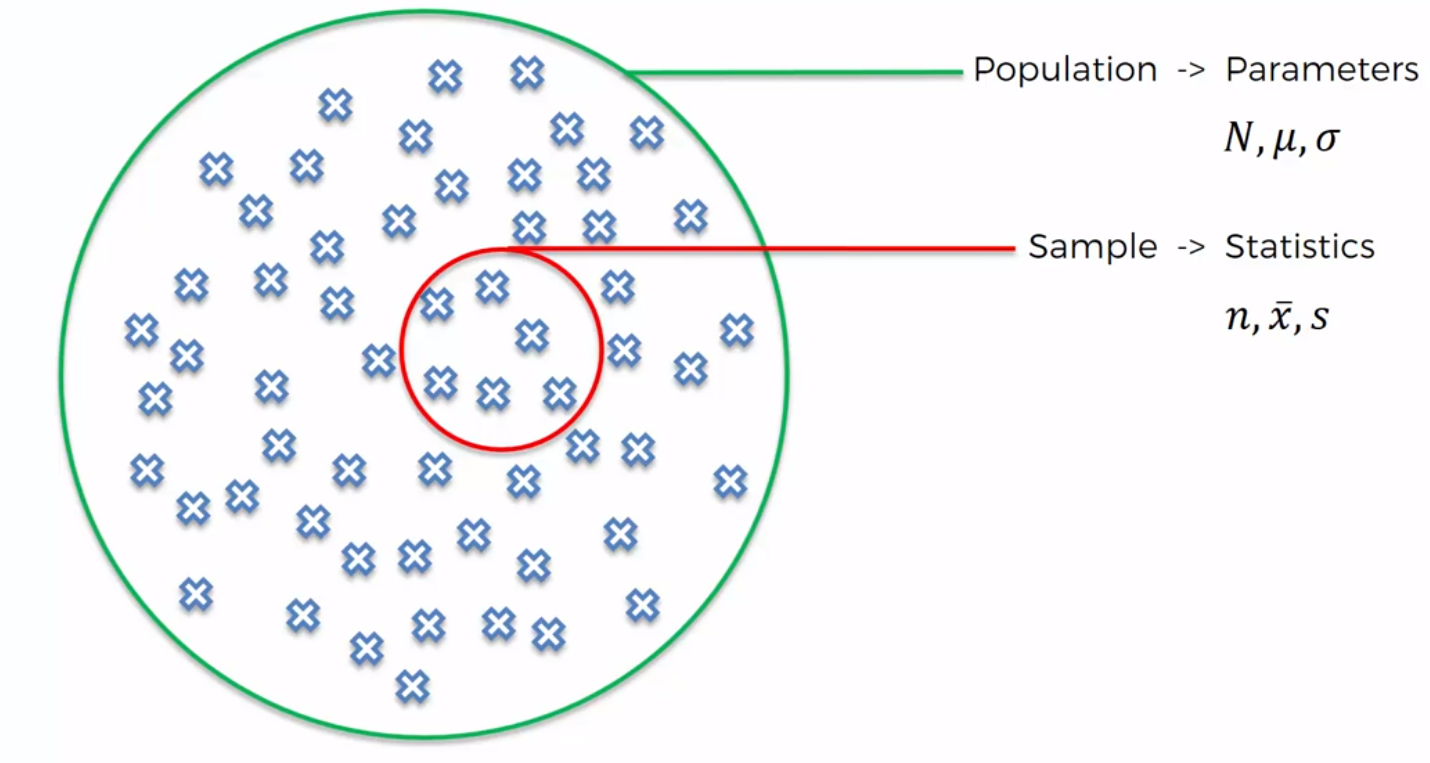 Population -> Parameters
N, μ, σ
Sample -> Statistics
n, x̄, s